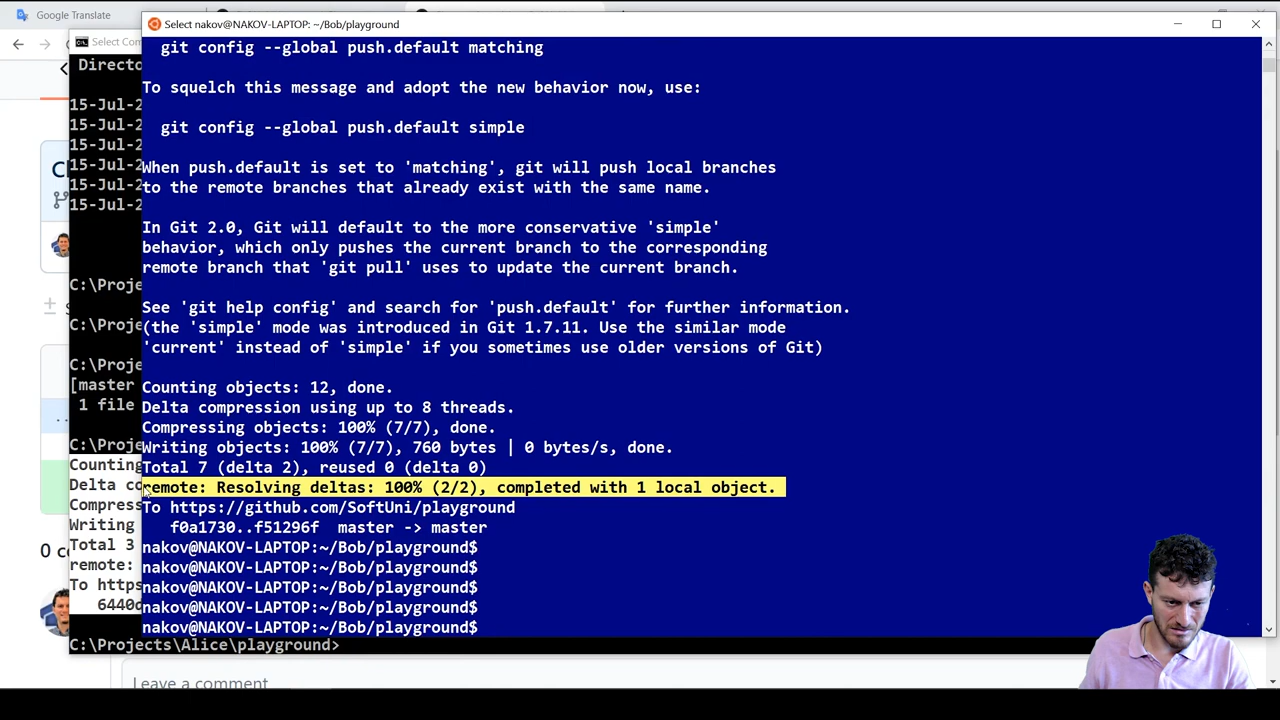 Google Translate
Select nakov@NAKOV-LAPTOP: ~/Bob/playground
git config --global push.default matching
To squelch this message and adopt the new behavior now, use:
git config --global push.default simple
When push.default is set to 'matching', git will push local branches
to the remote branches that already exist with the same name.
In Git 2.0, Git will default to the more conservative 'simple'
behavior, which only pushes the current branch to the corresponding
remote branch that 'git pull' uses to update the current branch.
See 'git help config' and search for 'push.default' for further information.
(the 'simple' mode was introduced in Git 1.7.11. Use the similar mode
'current' instead of 'simple' if you sometimes use older versions of Git)
Counting objects: 12, done.
Delta compression using up to 8 threads.
Compressing objects: 100% (7/7), done.
Writing objects: 100% (7/7), 760 bytes | 0 bytes/s, done.
Total 7 (delta 2), reused 0 (delta 0)
remote: Resolving deltas: 100% (2/2), completed with 1 local object.
To https://github.com/SoftUni/playground
f0a1730..f51296f  master -> master
nakov@NAKOV-LAPTOP:~/Bob/playground$
nakov@NAKOV-LAPTOP:~/Bob/playground$
nakov@NAKOV-LAPTOP:~/Bob/playground$
nakov@NAKOV-LAPTOP:~/Bob/playground$
nakov@NAKOV-LAPTOP:~/Bob/playground$
Select Com
Directo
15-Jul-2
15-Jul-2
15-Jul-2
15-Jul-2
15-Jul-2
15-Jul-2
C:\Proje
C:\Proje
C:\Proje
[master
1 file
C:\Proje
Counting
Delta co
Compress
Writing
Total 3
remote:
To https
6440d
C:\Projects\Alice\playground>
0 co
Leave a comment